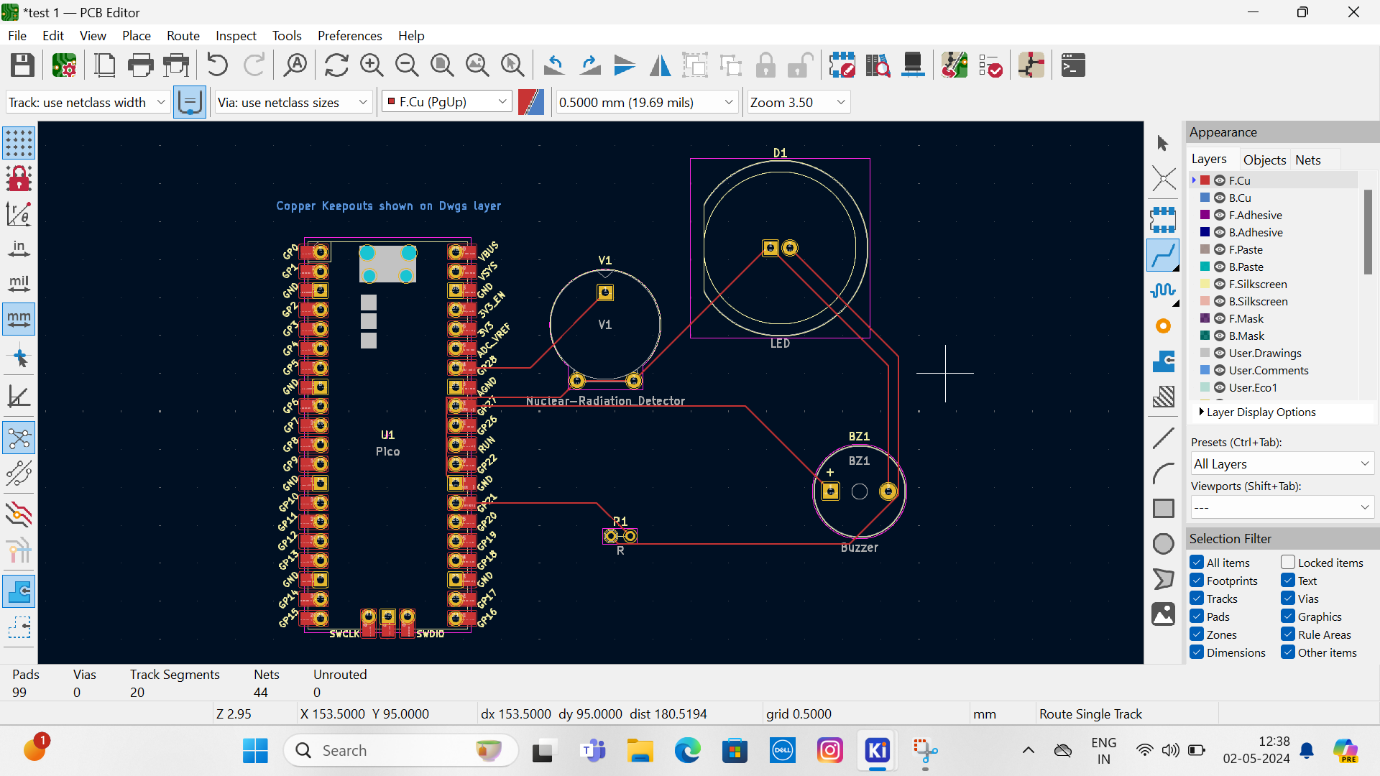 *test 1 — PCB Editor
File Edit View Place Route Inspect Tools Preferences Help
Track: use netclass width Via: use netclass sizes F.Cu (PgUp) 0.5000 mm (19.69 mils) Zoom 3.50
Appearance
Layers Objects Nets
F.Cu
B.Cu
F.Adhesive
B.Adhesive
F.Paste
B.Paste
F.Silkscreen
B.Silkscreen
F.Mask
B.Mask
User.Drawings
User.Comments
User.Eco1
Layer Display Options
Presets (Ctrl+Tab):
All Layers
Viewports (Shift+Tab):
---
Selection Filter
All items Locked items
Footprints Text
Tracks Vias
Pads Graphics
Zones Rule Areas
Dimensions Other items
in
mil
mm
Copper Keepouts shown on Dwgs layer
GP0
GP1
GND
GP2
GP3
GP4
GP5
GND
GP6
GP7
GP8
GP9
GND
GP10
GP11
GP12
GP13
GND
GP14
GP15
VBUS
VSYS
GND
3V3_EN
3V3
ADC_VREF
GP28
AGND
GP27
GP26
RUN
GP22
GND
GP21
GP20
GP19
GP18
GND
GP17
GP16
U1
Pico
SWCLK SWDIO
V1
V1
Nuclear-Radiation Detector
D1
LED
BZ1
BZ1
+
Buzzer
R1
R
Pads Vias Track Segments Nets Unrouted
99 0 20 44 0
Z 2.95 X 153.5000 Y 95.0000 dx 153.5000 dy 95.0000 dist 180.5194 grid 0.5000 mm Route Single Track
1
Search
DELL
Ki
ENG
IN
12:38
02-05-2024
PRE